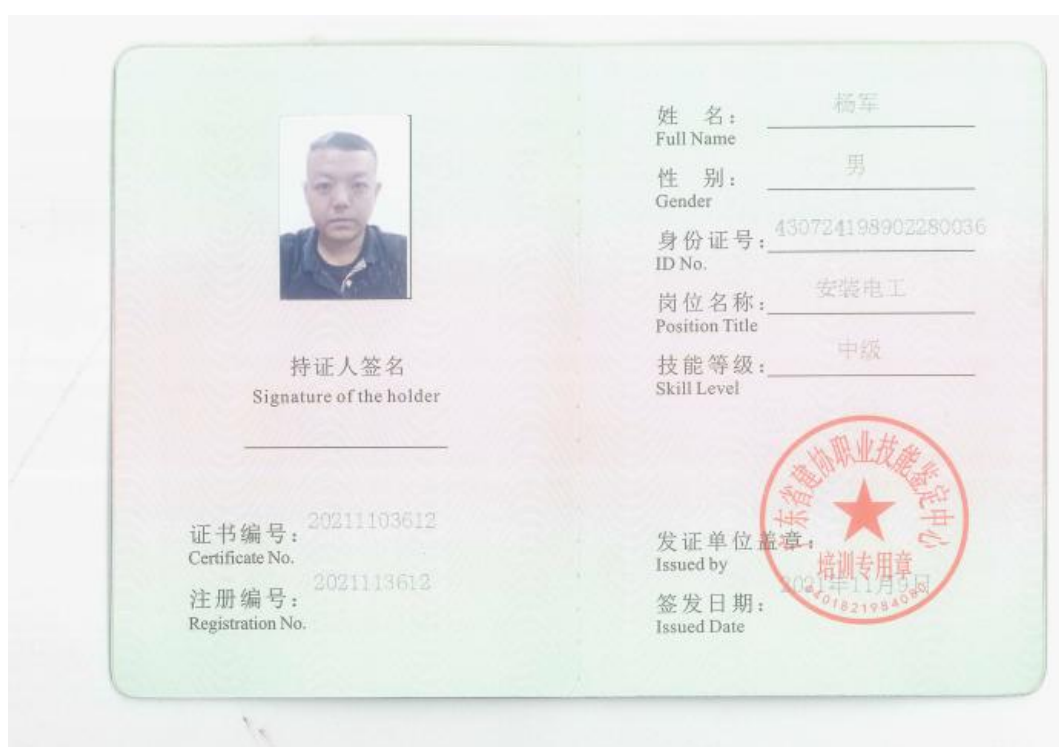 持证人签名
Signature of the holder
证书编号：20211103612
Certificate No.
注册编号：2021113612
Registration No.
姓 名：杨军
Full Name
性 别：男
Gender
身份证号：430724198902280036
ID No.
岗位名称：安装电工
Position Title
技能等级：中级
Skill Level
广东省建协职业技能鉴定中心
培训专用章
发证单位盖章：
Issued by
签发日期：2021年11月9日
Issued Date